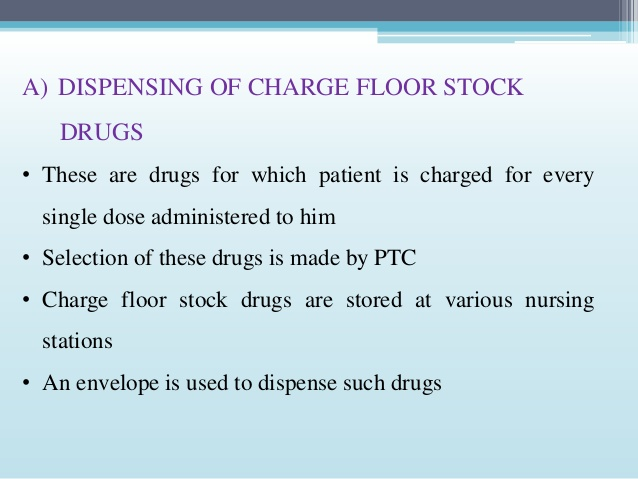 A) DISPENSING OF CHARGE FLOOR STOCK
DRUGS
• These are drugs for which patient is charged for every
single dose administered to him
• Selection of these drugs is made by PTC
• Charge floor stock drugs are stored at various nursing
stations
• An envelope is used to dispense such drugs